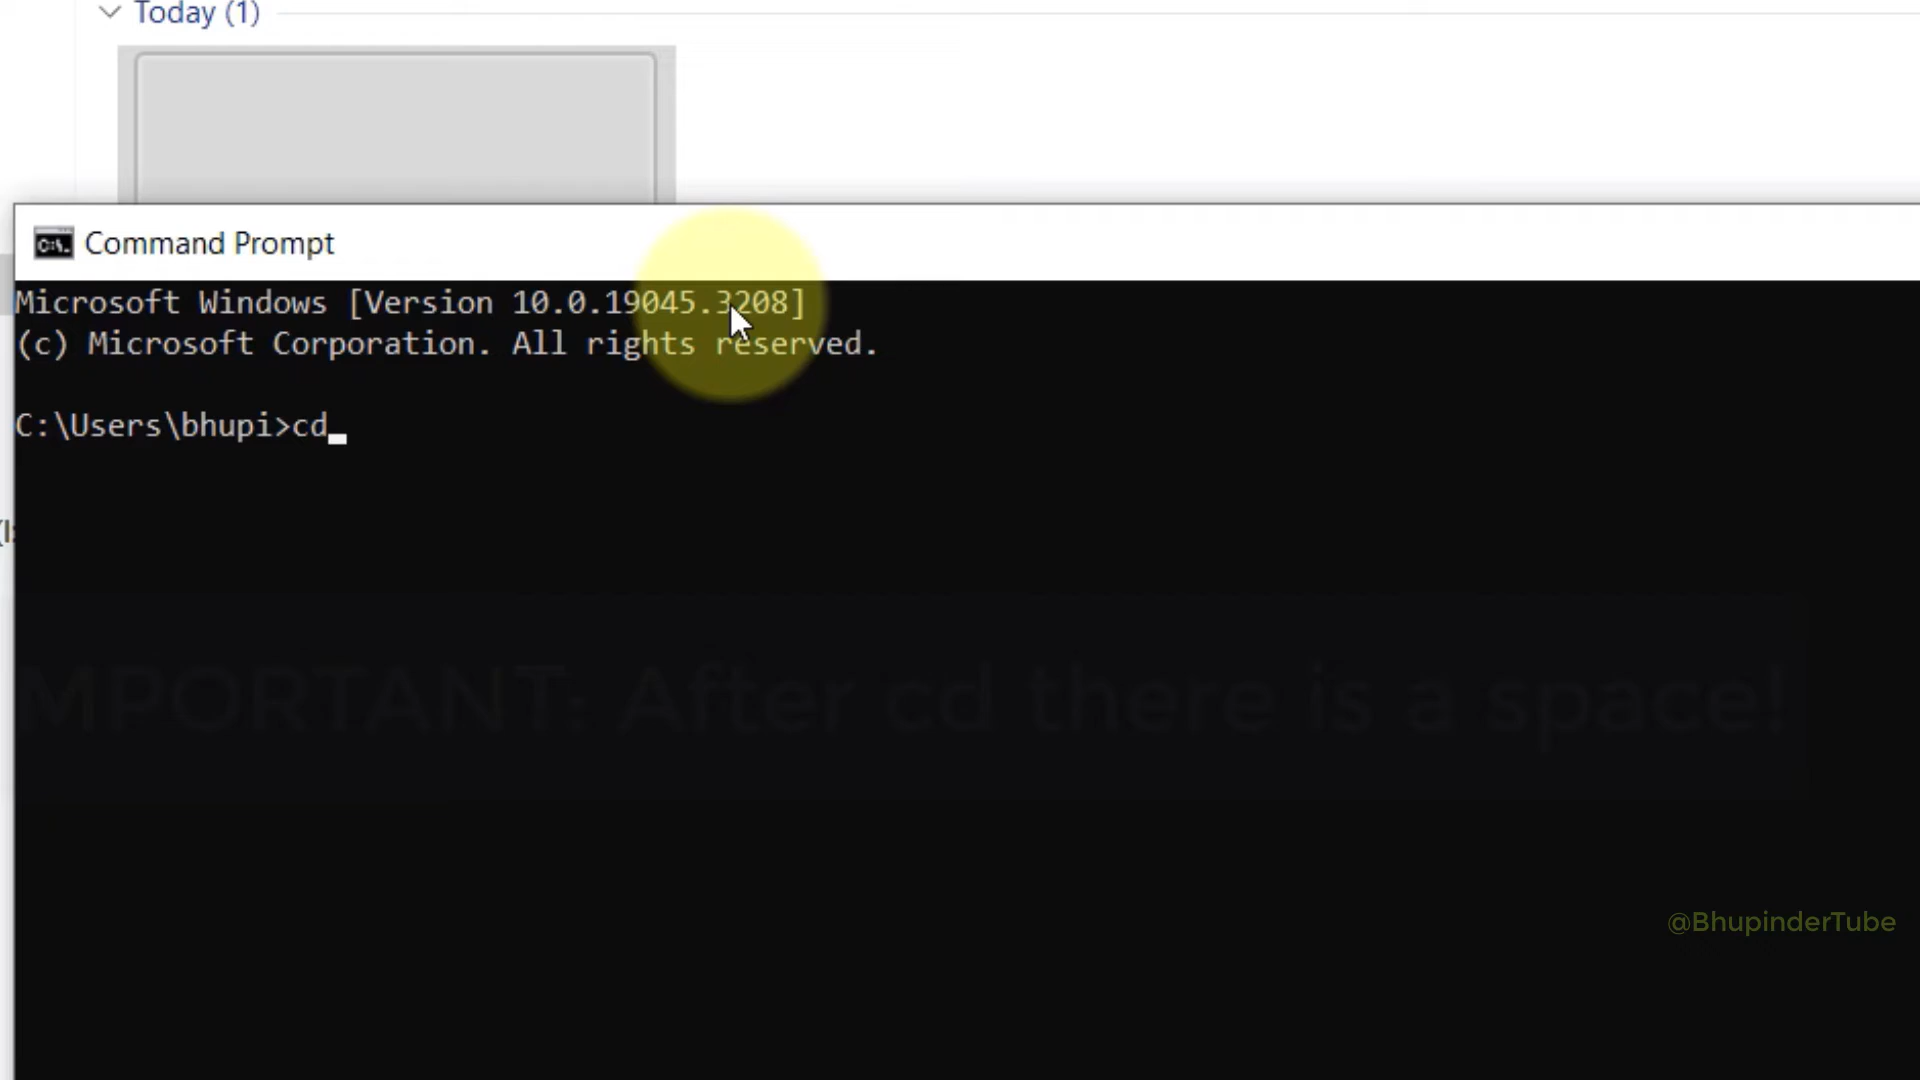 Today (1)
C:\.
Command Prompt
Microsoft Windows [Version 10.0.19045.3208]
(c) Microsoft Corporation. All rights reserved.
C:\Users\bhupi>cd
MPORTANT: After cd there is a space!
@BhupinderTube